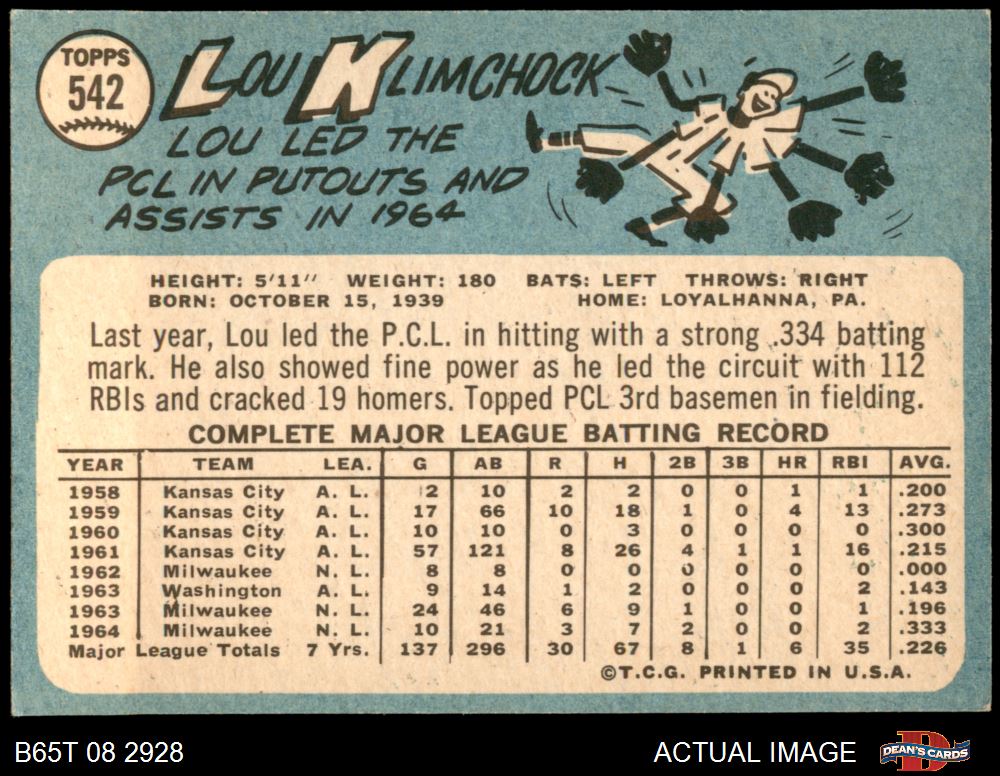 TOPPS
542
LOU KLIMCHOCK
LOU LED THE
PCL IN PUTOUTS AND
ASSISTS IN 1964
HEIGHT: 5'11" WEIGHT: 180 BATS: LEFT THROWS: RIGHT
BORN: OCTOBER 15, 1939 HOME: LOYALHANNA, PA.
Last year, Lou led the P.C.L. in hitting with a strong .334 batting
mark. He also showed fine power as he led the circuit with 112
RBIs and cracked 19 homers. Topped PCL 3rd basemen in fielding.
COMPLETE MAJOR LEAGUE BATTING RECORD
YEAR TEAM LEA. G AB R H 2B 3B HR RBI AVG.
1958 Kansas City A. L. 2 10 2 2 0 0 1 1 .200
1959 Kansas City A. L. 17 66 10 18 1 0 4 13 .273
1960 Kansas City A. L. 10 10 0 3 0 0 0 0 .300
1961 Kansas City A. L. 57 121 8 26 4 1 1 16 .215
1962 Milwaukee N. L. 8 8 0 0 0 0 0 0 .000
1963 Washington A. L. 9 14 1 2 0 0 0 2 .143
1963 Milwaukee N. L. 24 46 6 9 1 0 0 1 .196
1964 Milwaukee N. L. 10 21 3 7 2 0 0 2 .333
Major League Totals 7 Yrs. 137 296 30 67 8 1 6 35 .226
©T.C.G. PRINTED IN U.S.A.
B65T 08 2928 ACTUAL IMAGE DEAN'S CARDS